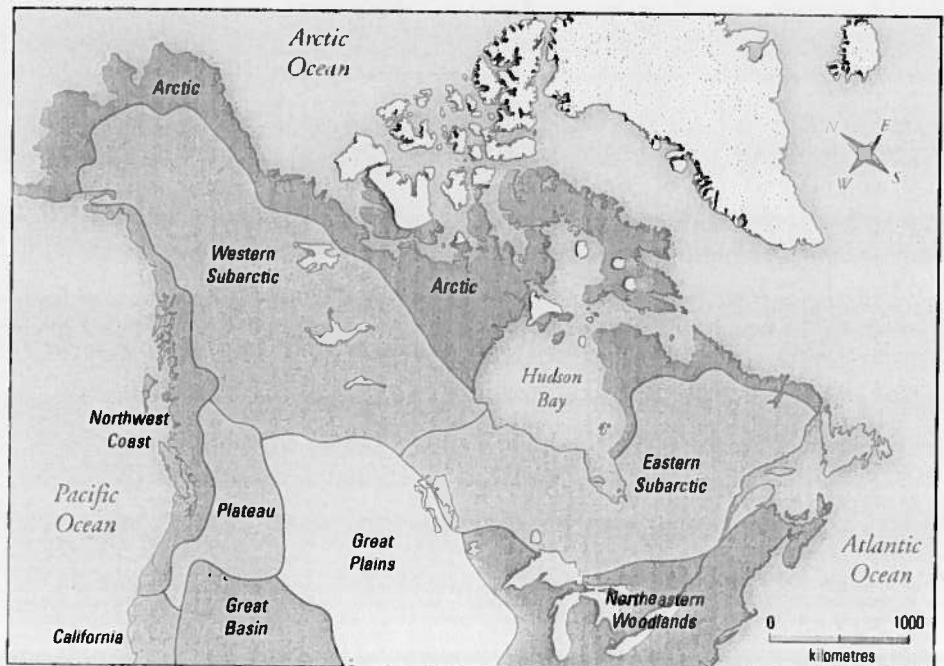 Arctic
Ocean
Arctic
N
E
W
S
Western
Subarctic
Arctic
Hudson
Bay
Northwest
Coast
Eastern
Subarctic
Pacific
Ocean
Plateau
Great
Plains
Atlantic
Ocean
Great
Basin
Northeastern
Woodlands
California
0
1000
kilometres